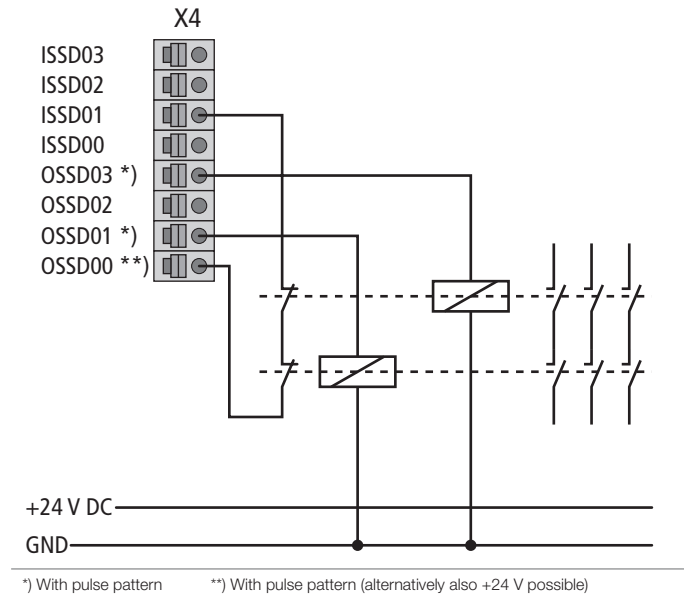 X4
ISSD03
ISSD02
ISSD01
ISSD00
OSSD03 *)
OSSD02
OSSD01 *)
OSSD00 **)
+24 V DC
GND
*) With pulse pattern **) With pulse pattern (alternatively also +24 V possible)